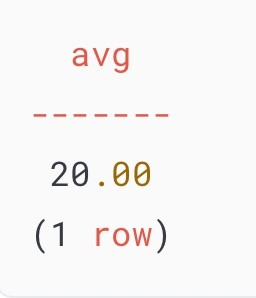 avg
-------
20.00
(1 row)